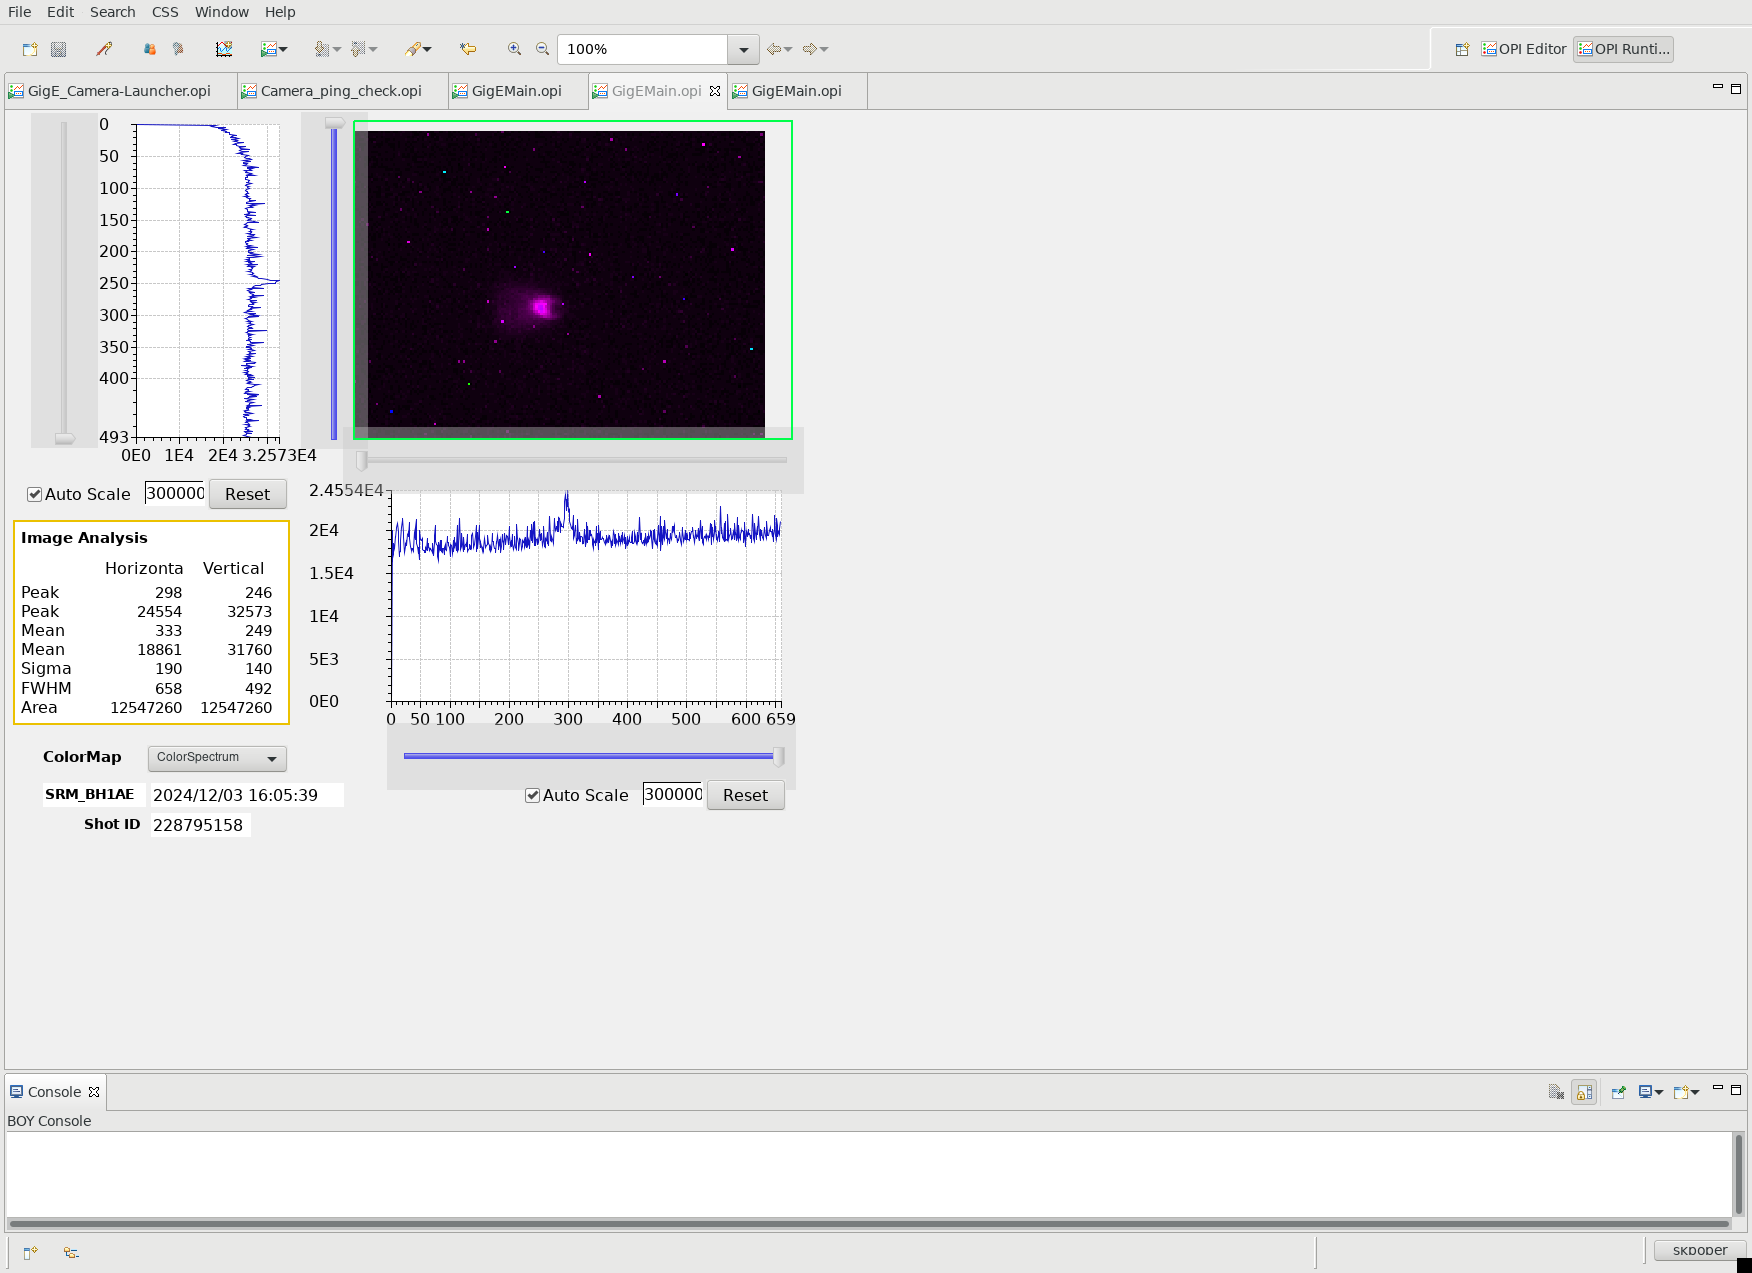 File Edit Search CSS Window Help
100%
OPI Editor OPI Runti...
GigE_Camera-Launcher.opi Camera_ping_check.opi GigEMain.opi GigEMain.opi GigEMain.opi
0
50
100
150
200
250
300
350
400
493
0E0 1E4 2E4 3.2573E4
Auto Scale 300000 Reset
2.4554E4
2E4
1.5E4
1E4
5E3
0E0
0 50 100 200 300 400 500 600 659
Image Analysis
Horizonta Vertical
Peak 298 246
Peak 24554 32573
Mean 333 249
Mean 18861 31760
Sigma 190 140
FWHM 658 492
Area 12547260 12547260
ColorMap ColorSpectrum
SRM_BH1AE 2024/12/03 16:05:39
Shot ID 228795158
Auto Scale 300000 Reset
Console
BOY Console
skboper